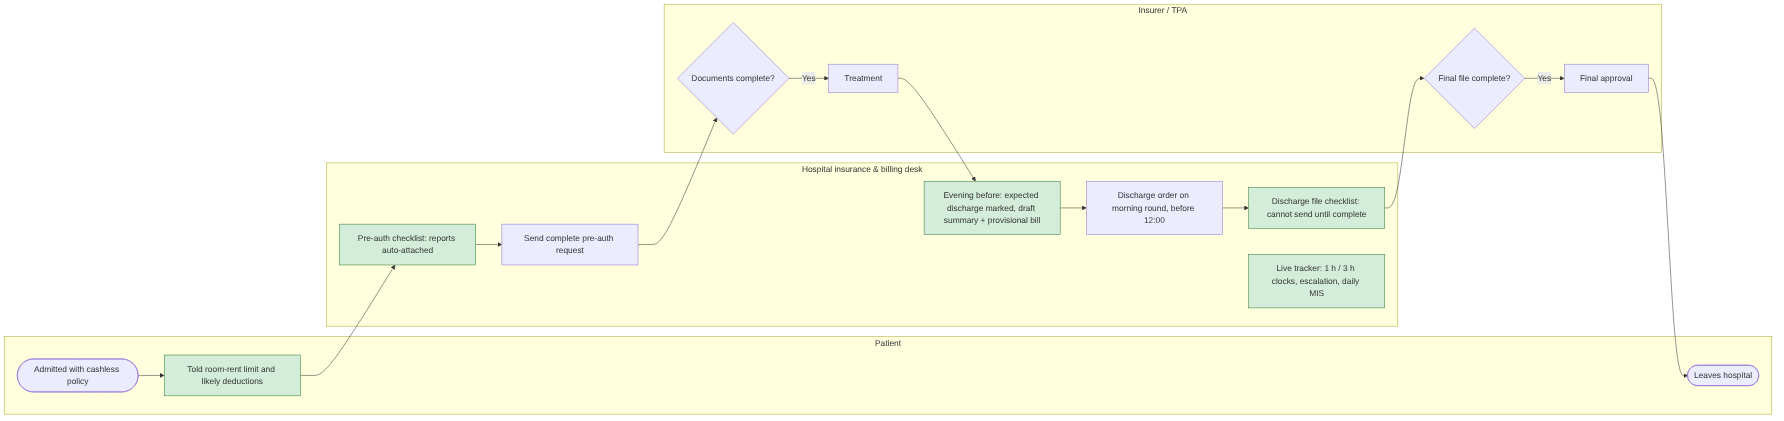 Insurer / TPA
Documents complete?
Yes
Treatment
Final file complete?
Yes
Final approval
Hospital insurance & billing desk
Pre-auth checklist: reports
auto-attached
Send complete pre-auth
request
Evening before: expected
discharge marked, draft
summary + provisional bill
Discharge order on
morning round, before
12:00
Discharge file checklist:
cannot send until complete
Live tracker: 1 h / 3 h
clocks, escalation, daily
MIS
Patient
Admitted with cashless
policy
Told room-rent limit and
likely deductions
Leaves hospital